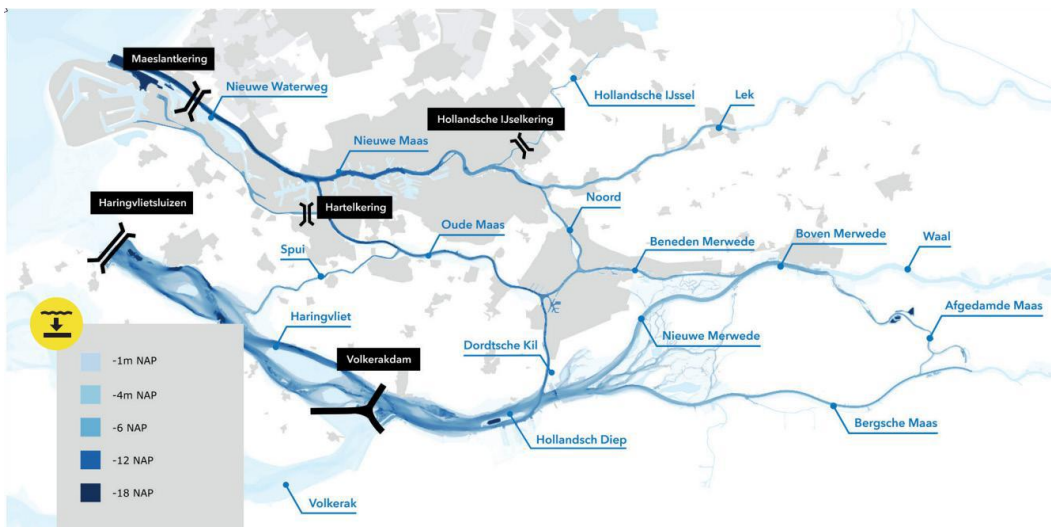 Maeslantkering
Nieuwe Waterweg
Hollandsche IJssel
Lek
Hollandsche IJselkering
Nieuwe Maas
Haringvlietsluizen
Hartelkering
Noord
Oude Maas
Beneden Merwede
Boven Merwede
Waal
Spui
Afgedamde Maas
Haringvliet
Nieuwe Merwede
Dordtsche Kil
Volkerakdam
-1m NAP
-4m NAP
-6 NAP
-12 NAP
-18 NAP
Bergsche Maas
Hollandsch Diep
Volkerak